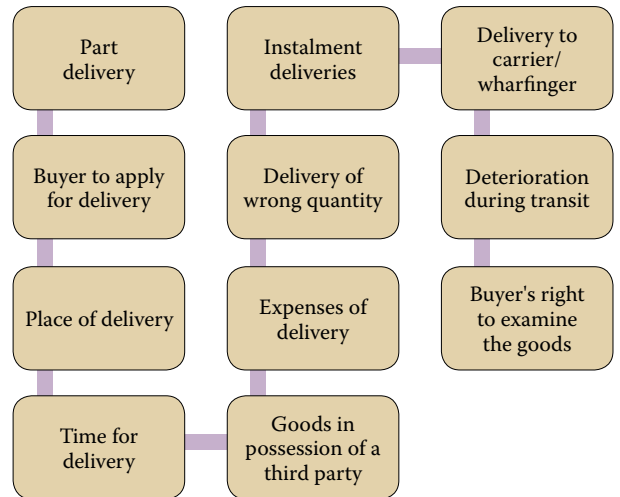 Part
delivery
Buyer to apply
for delivery
Place of delivery
Time for
delivery
Goods in
possession of a
third party
Expenses of
delivery
Delivery of
wrong quantity
Instalment
deliveries
Delivery to
carrier/
wharfinger
Deterioration
during transit
Buyer's right
to examine
the goods